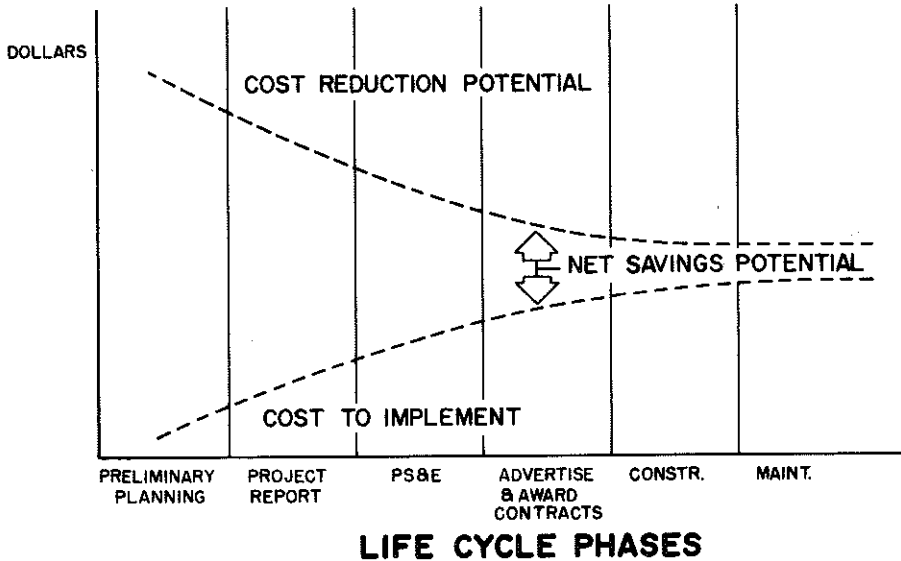 DOLLARS
COST REDUCTION POTENTIAL
NET SAVINGS POTENTIAL
COST TO IMPLEMENT
PRELIMINARY
PLANNING
PROJECT
REPORT
PS&E
ADVERTISE
& AWARD
CONTRACTS
CONSTR.
MAINT.
LIFE CYCLE PHASES